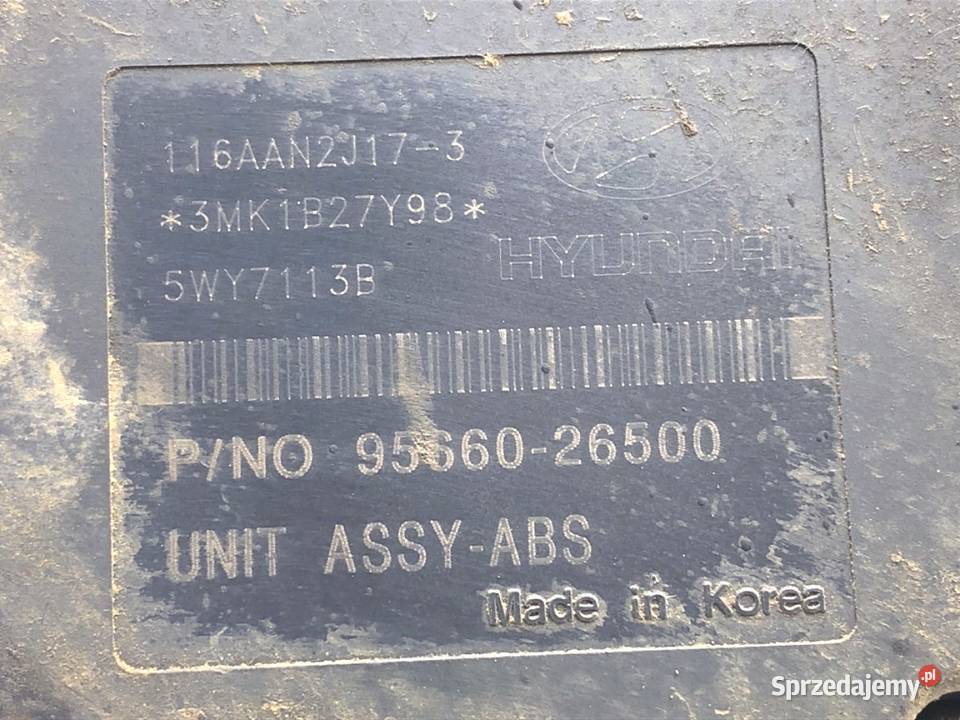 116AAN2J17-3
*3MK1B27Y98*
5WY7113B
HYUNDAI
P/NO 95660-26500
UNIT ASSY-ABS
Made in Korea
Sprzedajemy.pl